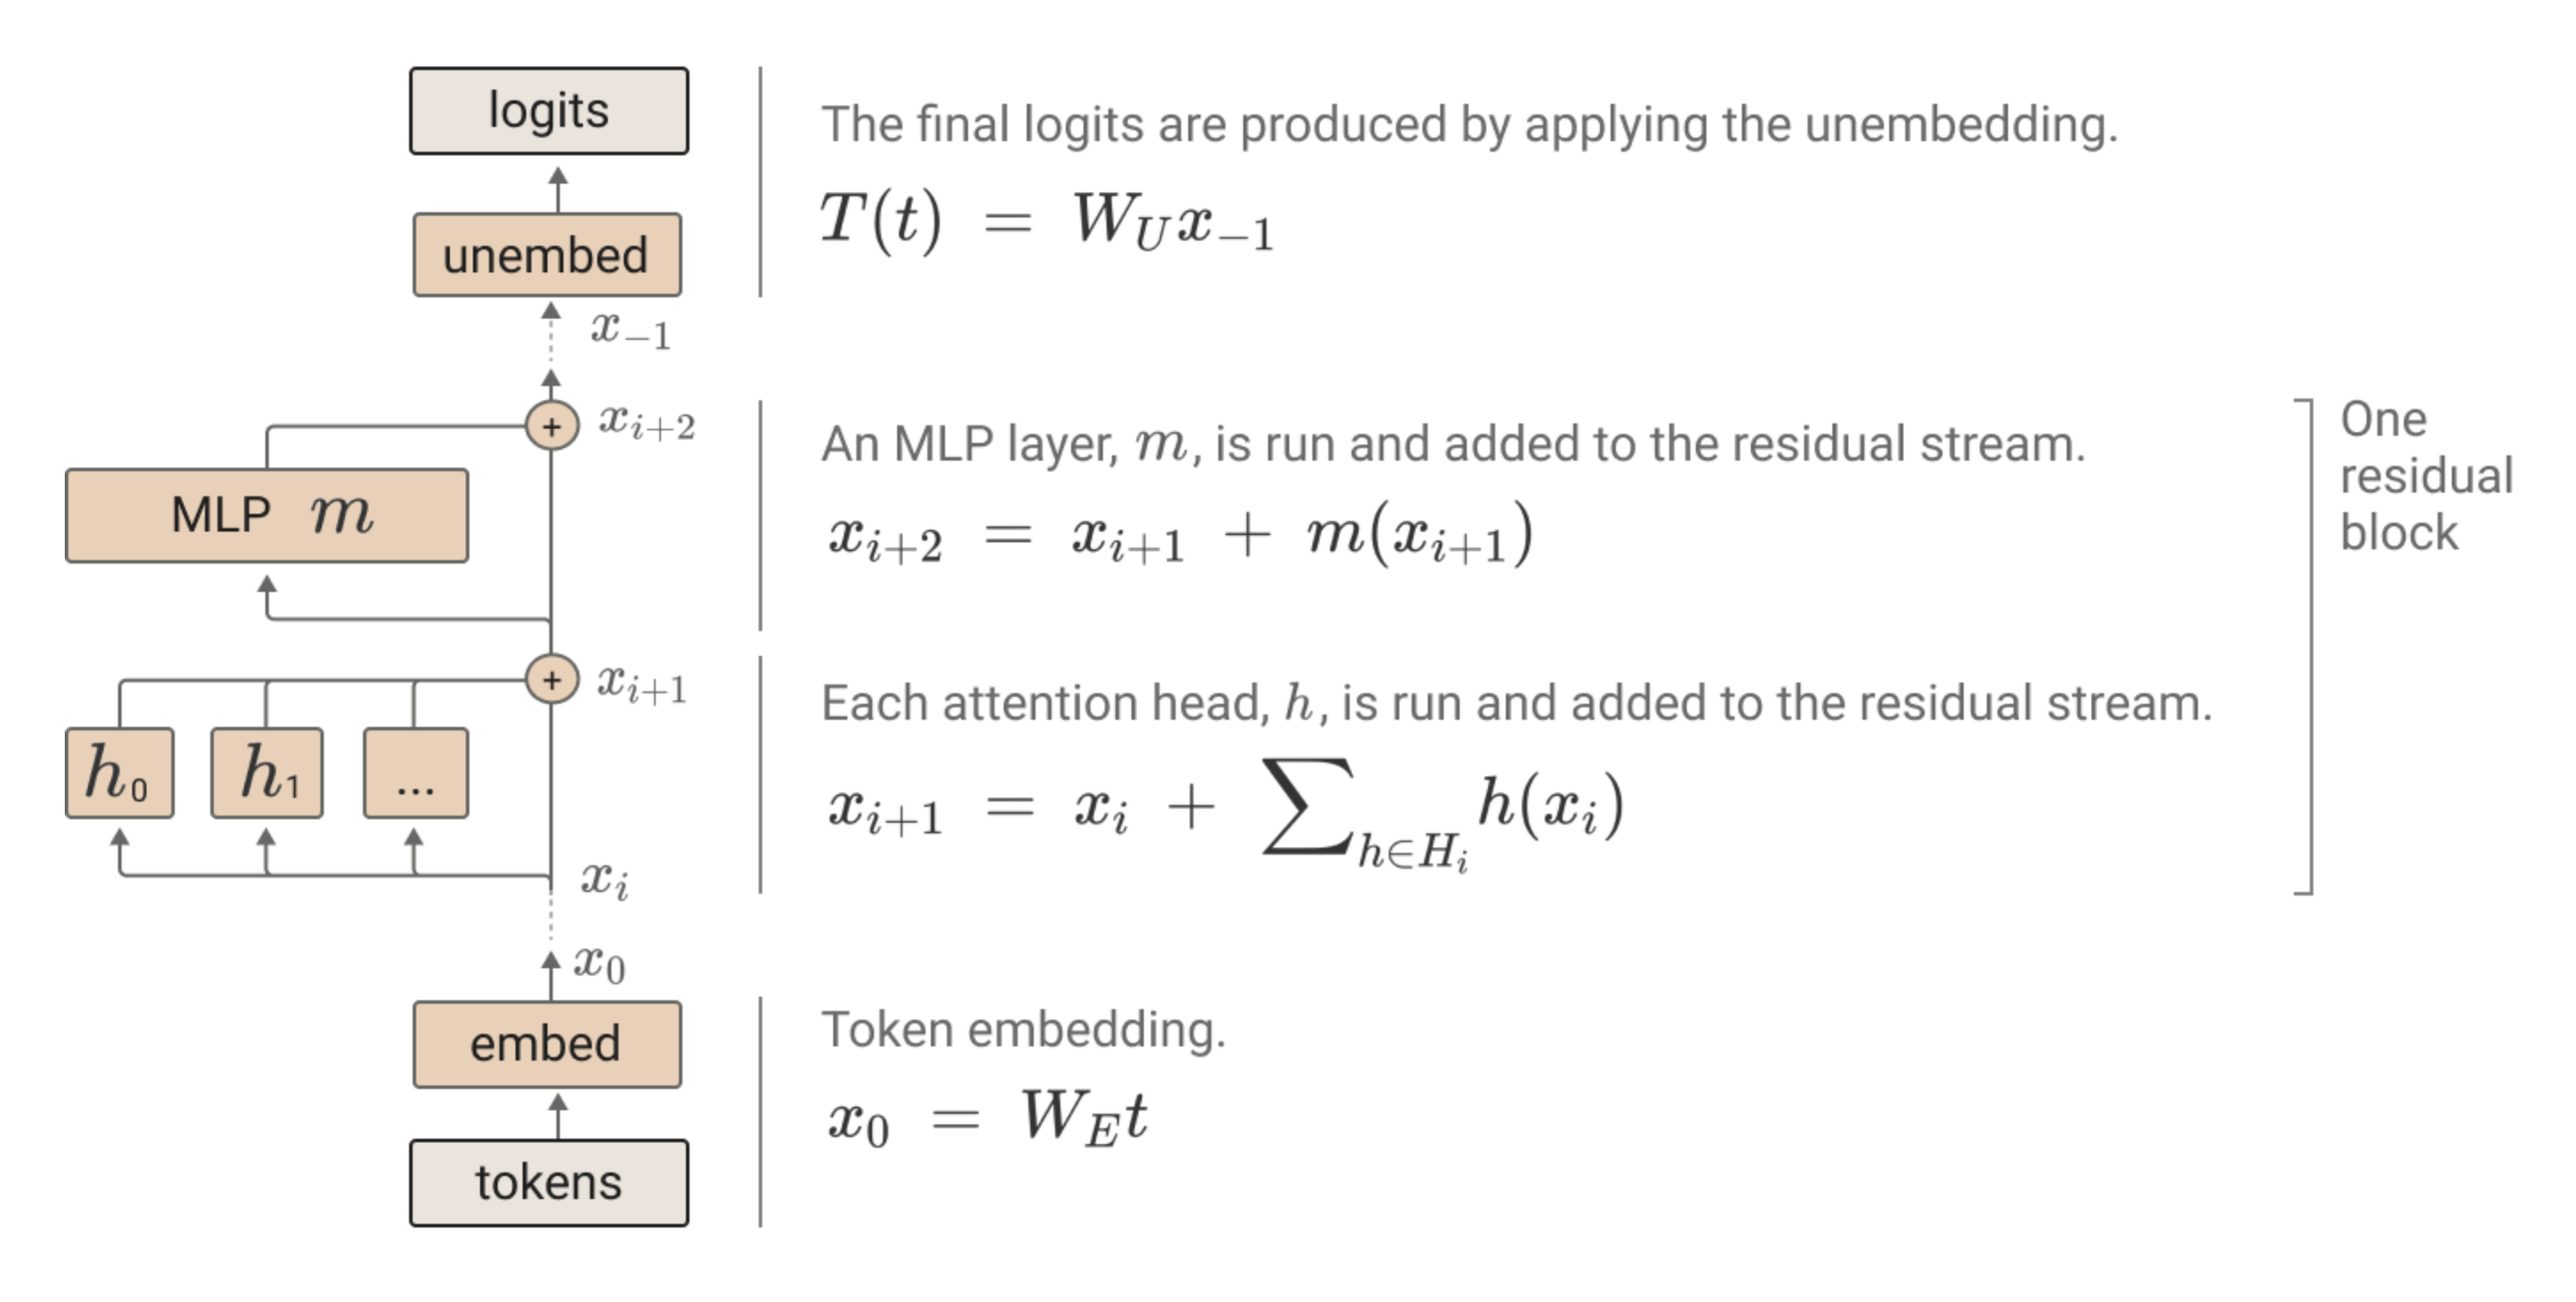 logits
The final logits are produced by applying the unembedding.
T(t) = W_U x_{-1}
unembed
x_{-1}
x_{i+2}
An MLP layer, m, is run and added to the residual stream.
MLP m
x_{i+2} = x_{i+1} + m(x_{i+1})
One
residual
block
x_{i+1}
Each attention head, h, is run and added to the residual stream.
h_0 h_1 ...
x_{i+1} = x_i + ∑_{h∈H_i} h(x_i)
x_i
x_0
embed
Token embedding.
x_0 = W_E t
tokens